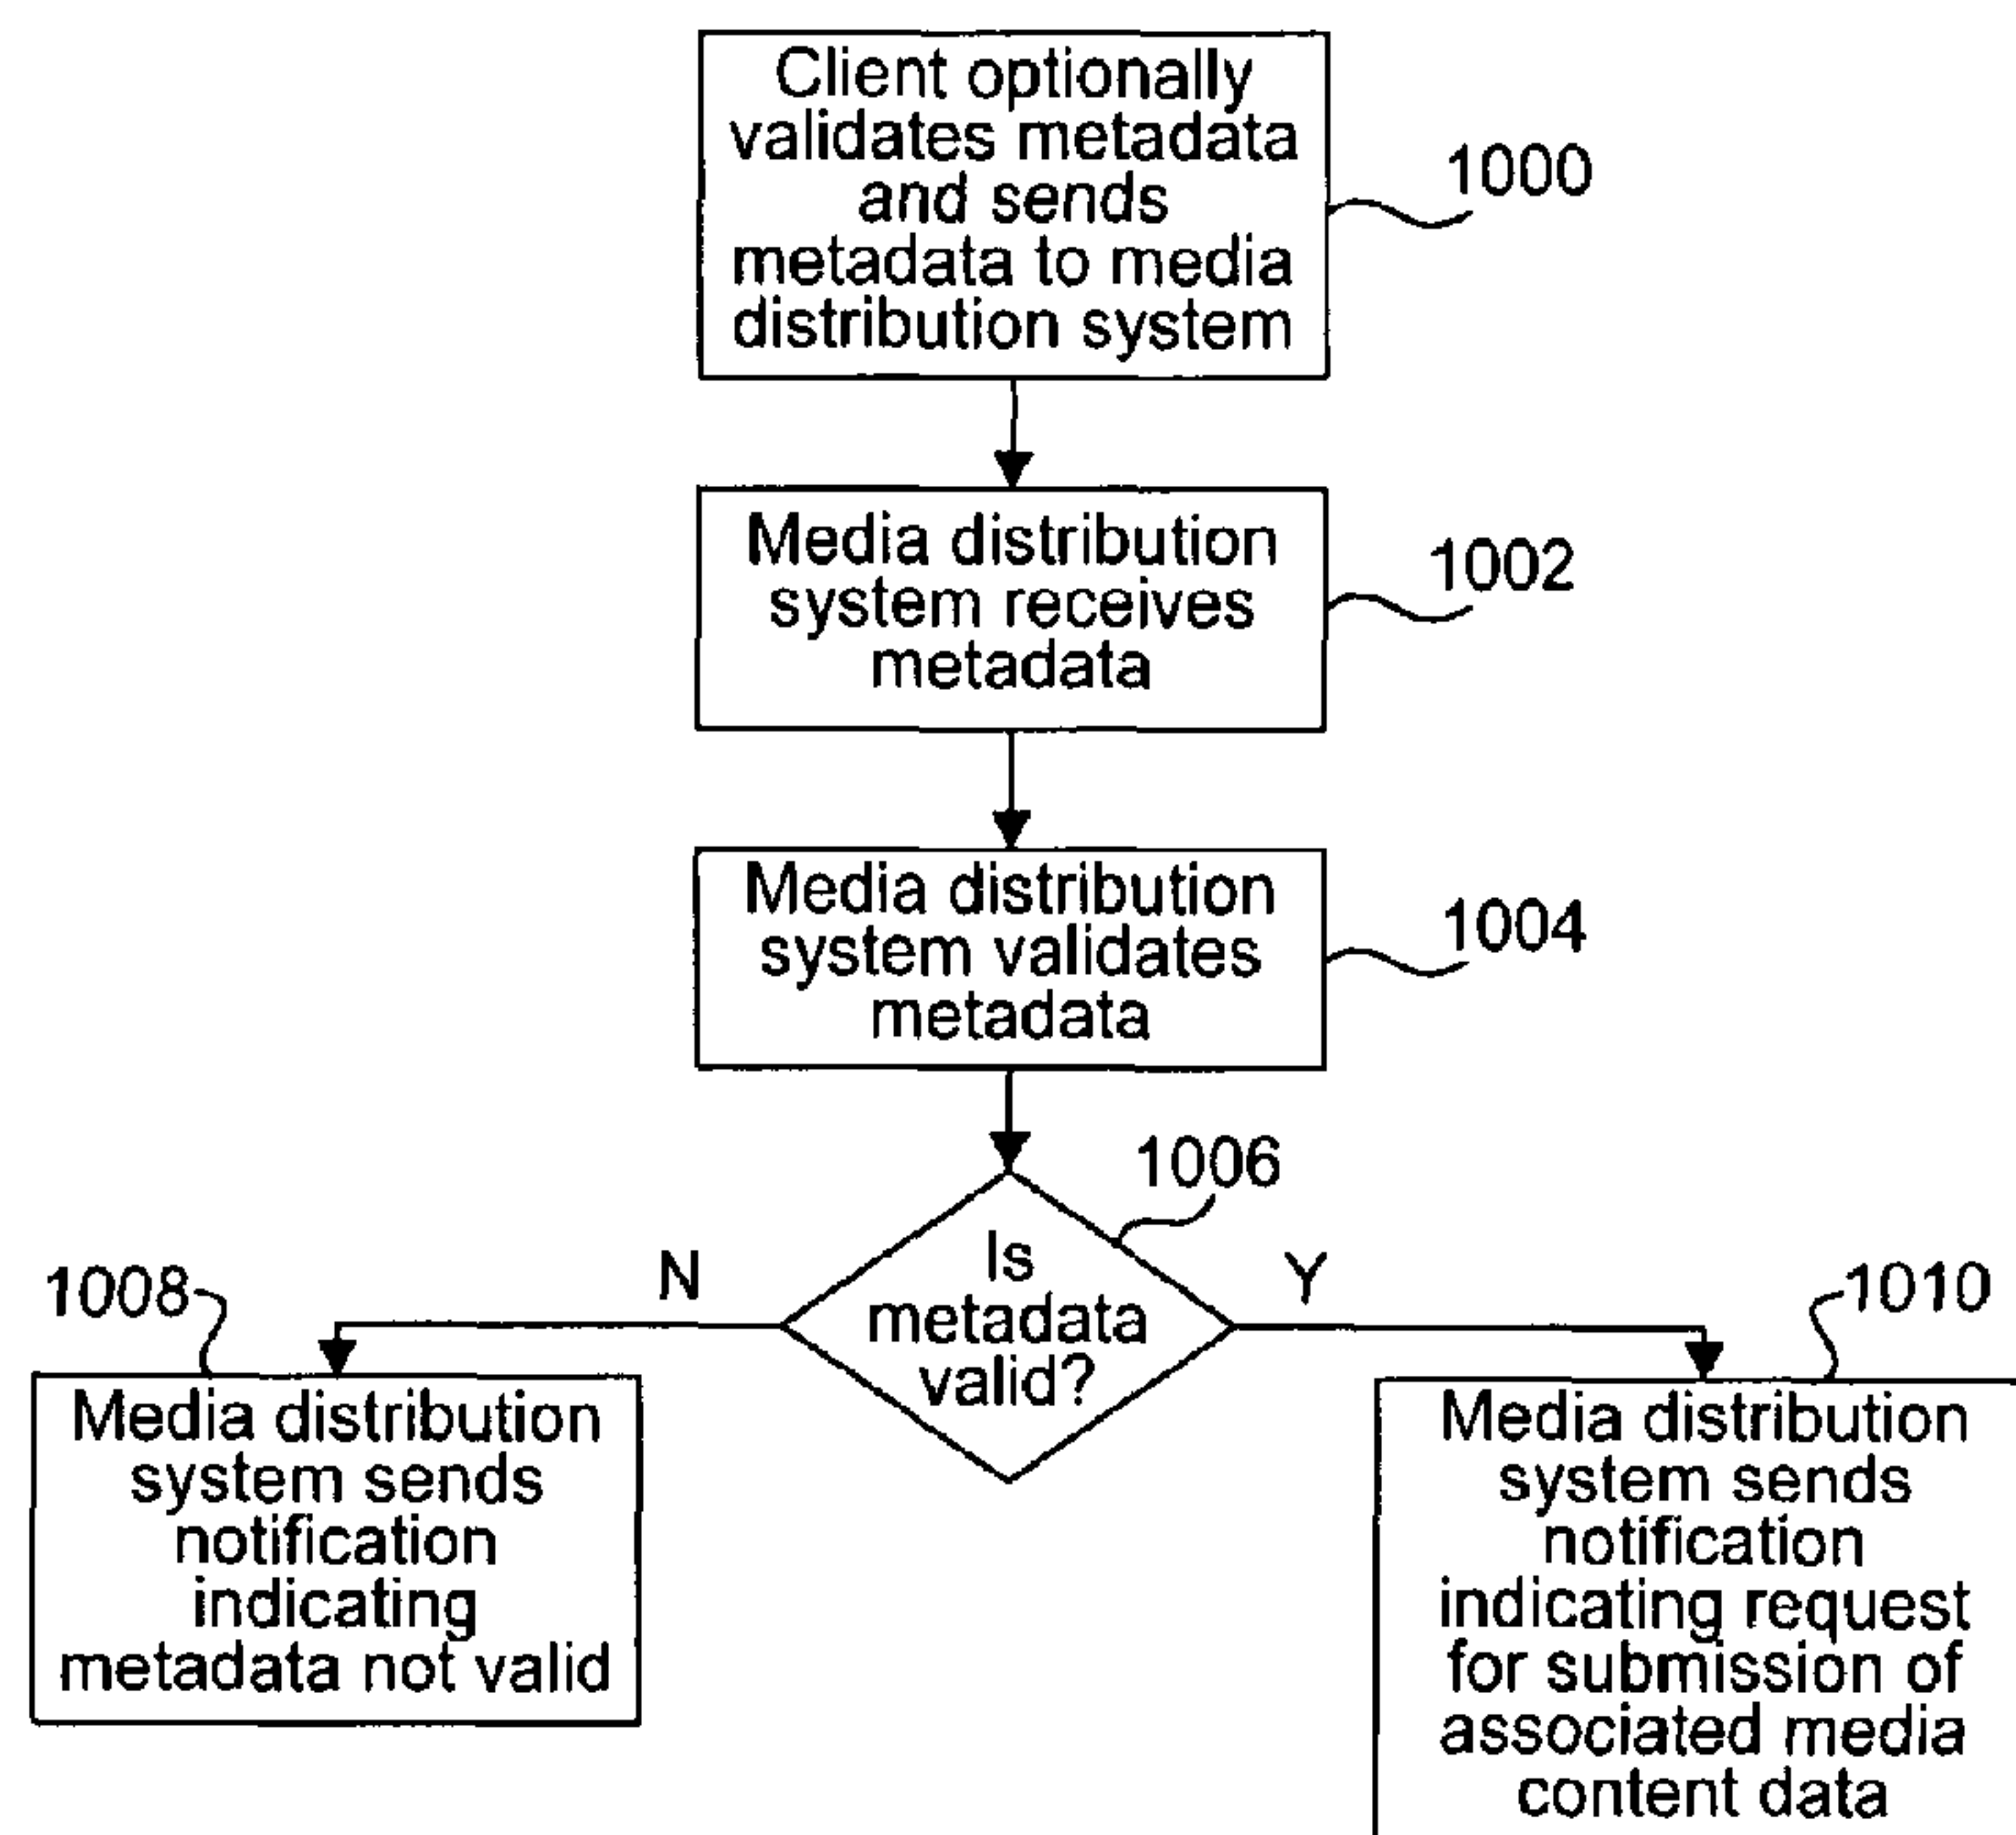 Client optionally
validates metadata
and sends
metadata to media
distribution system
1000
Media distribution
system receives
metadata
1002
Media distribution
system validates
metadata
1004
1006
Is
metadata
valid?
N
Y
1008
Media distribution
system sends
notification
indicating
metadata not valid
1010
Media distribution
system sends
notification
indicating request
for submission of
associated media
content data